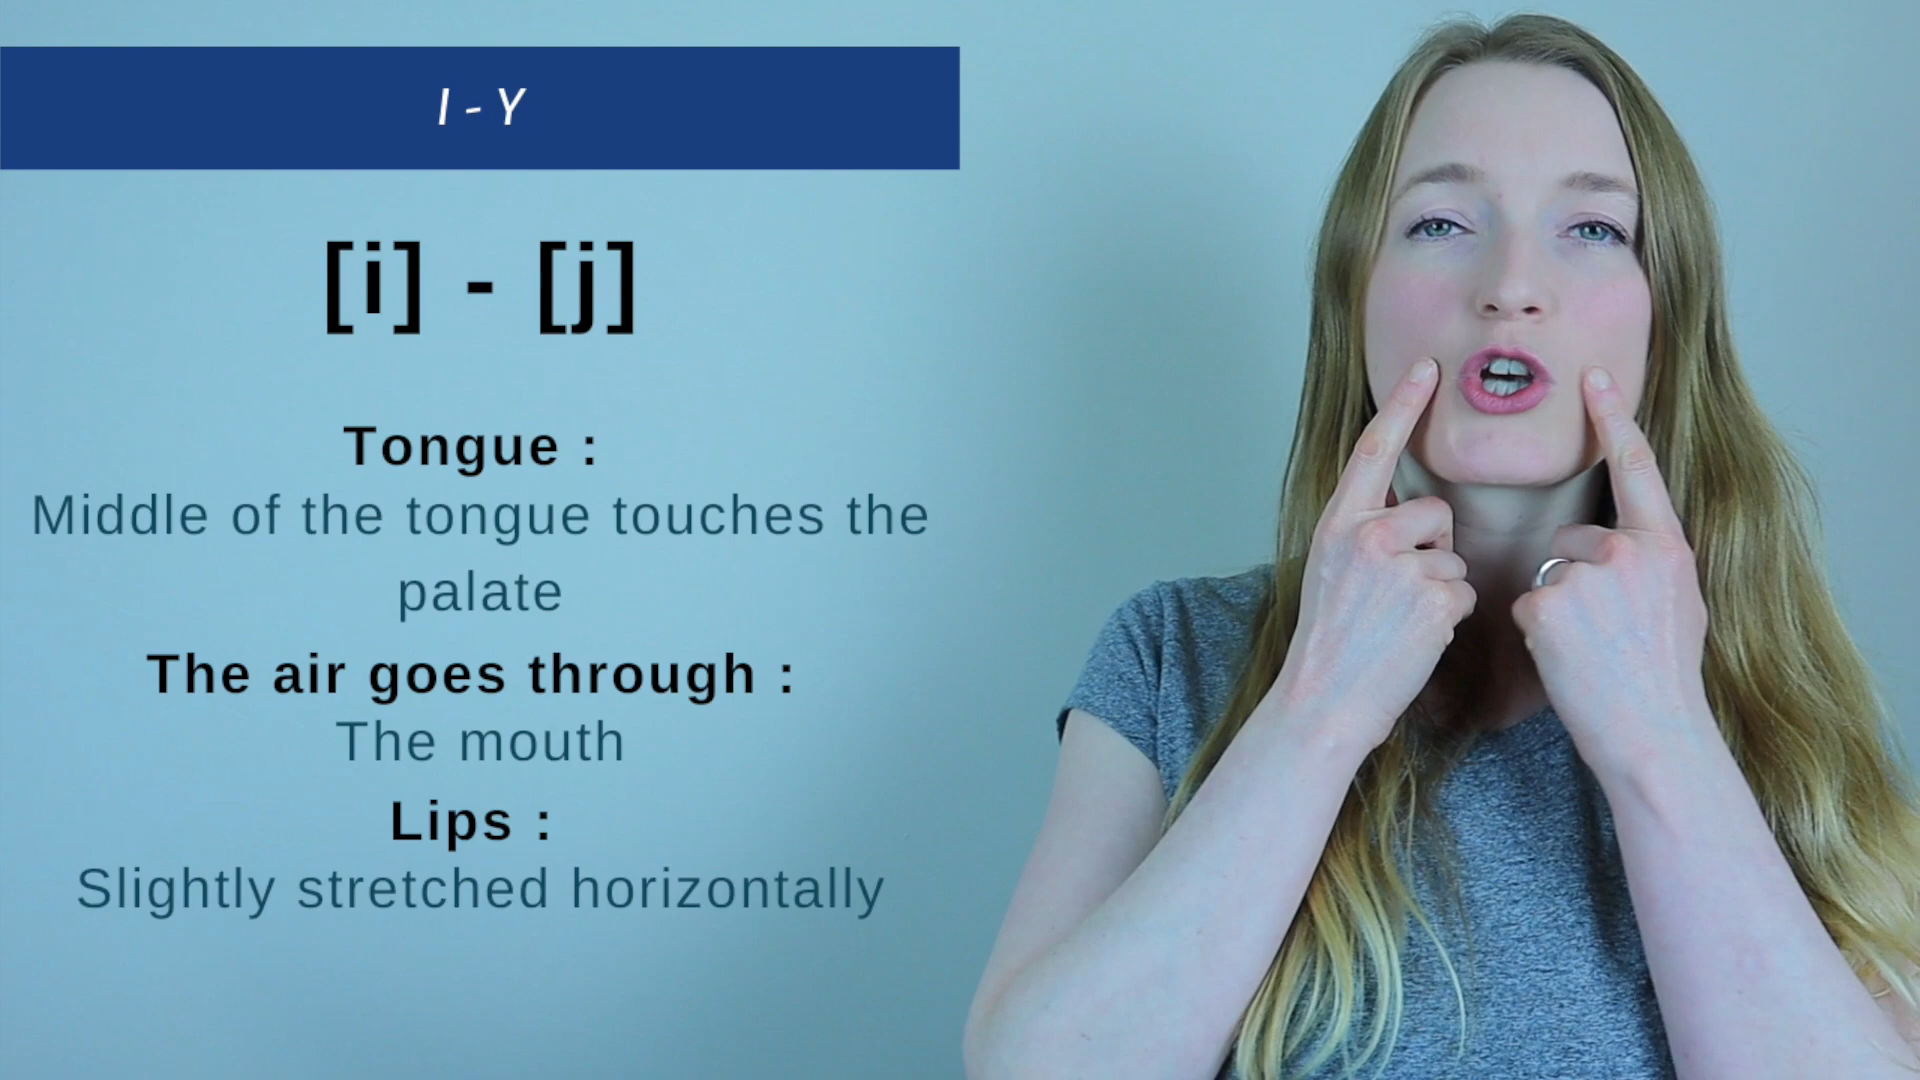 I - Y
[i] - [j]
Tongue :
Middle of the tongue touches the
palate
The air goes through :
The mouth
Lips :
Slightly stretched horizontally